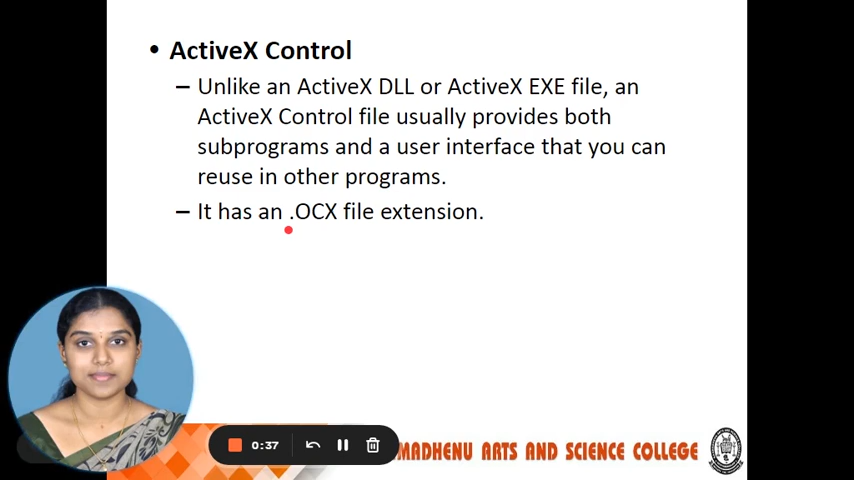 • ActiveX Control
– Unlike an ActiveX DLL or ActiveX EXE file, an
ActiveX Control file usually provides both
subprograms and a user interface that you can
reuse in other programs.
– It has an .OCX file extension.
0:37
MADHENU ARTS AND SCIENCE COLLEGE